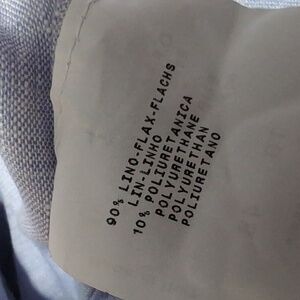 90% LINO-FLAX-FLACHS
LIN-LINHO
10% POLIURETANICA
POLYURETHANE
POLYURETHAN
POLIURETANO